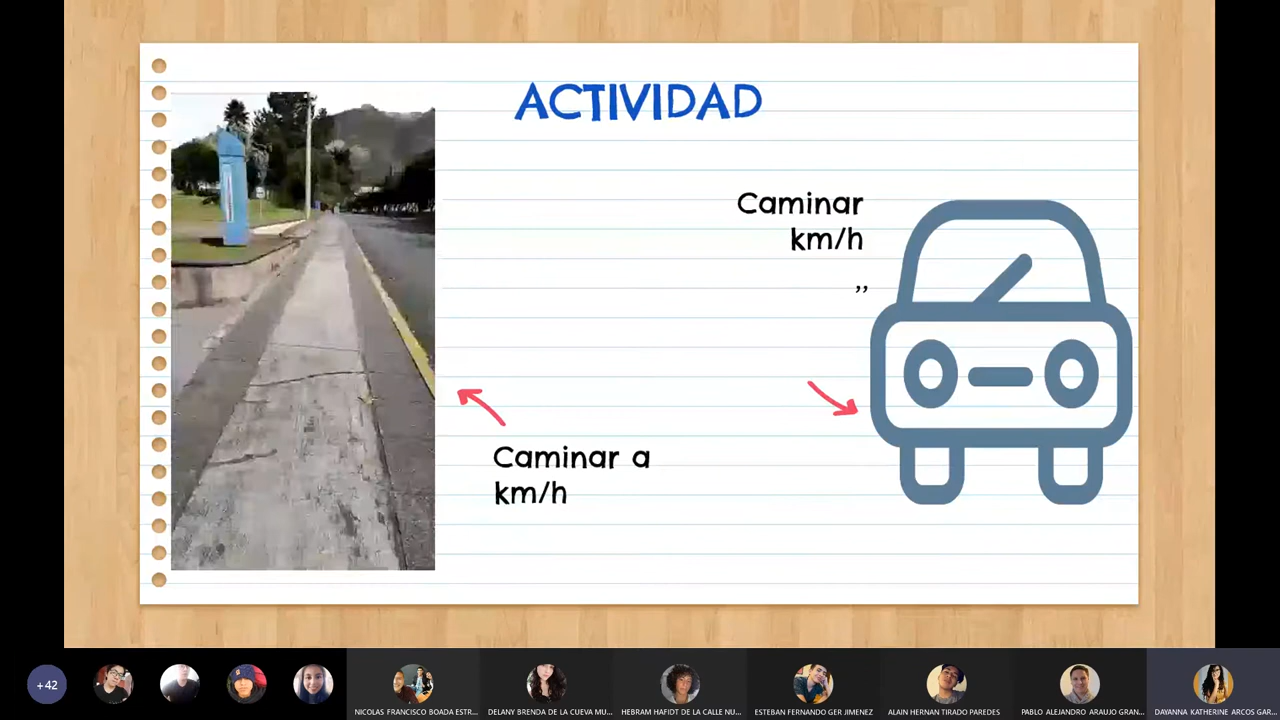 ACTIVIDAD
Caminar
km/h
,,
Caminar a
km/h
+42
NICOLAS FRANCISCO BOADA ESTR...
DELANY BRENDA DE LA CUEVA MU...
HEBRAM HAFIDT DE LA CALLE NU...
ESTEBAN FERNANDO GER JIMENEZ
ALAIN HERNAN TIRADO PAREDES
PABLO ALEJANDRO ARAUJO GRAN...
DAYANNA KATHERINE ARCOS GAR...